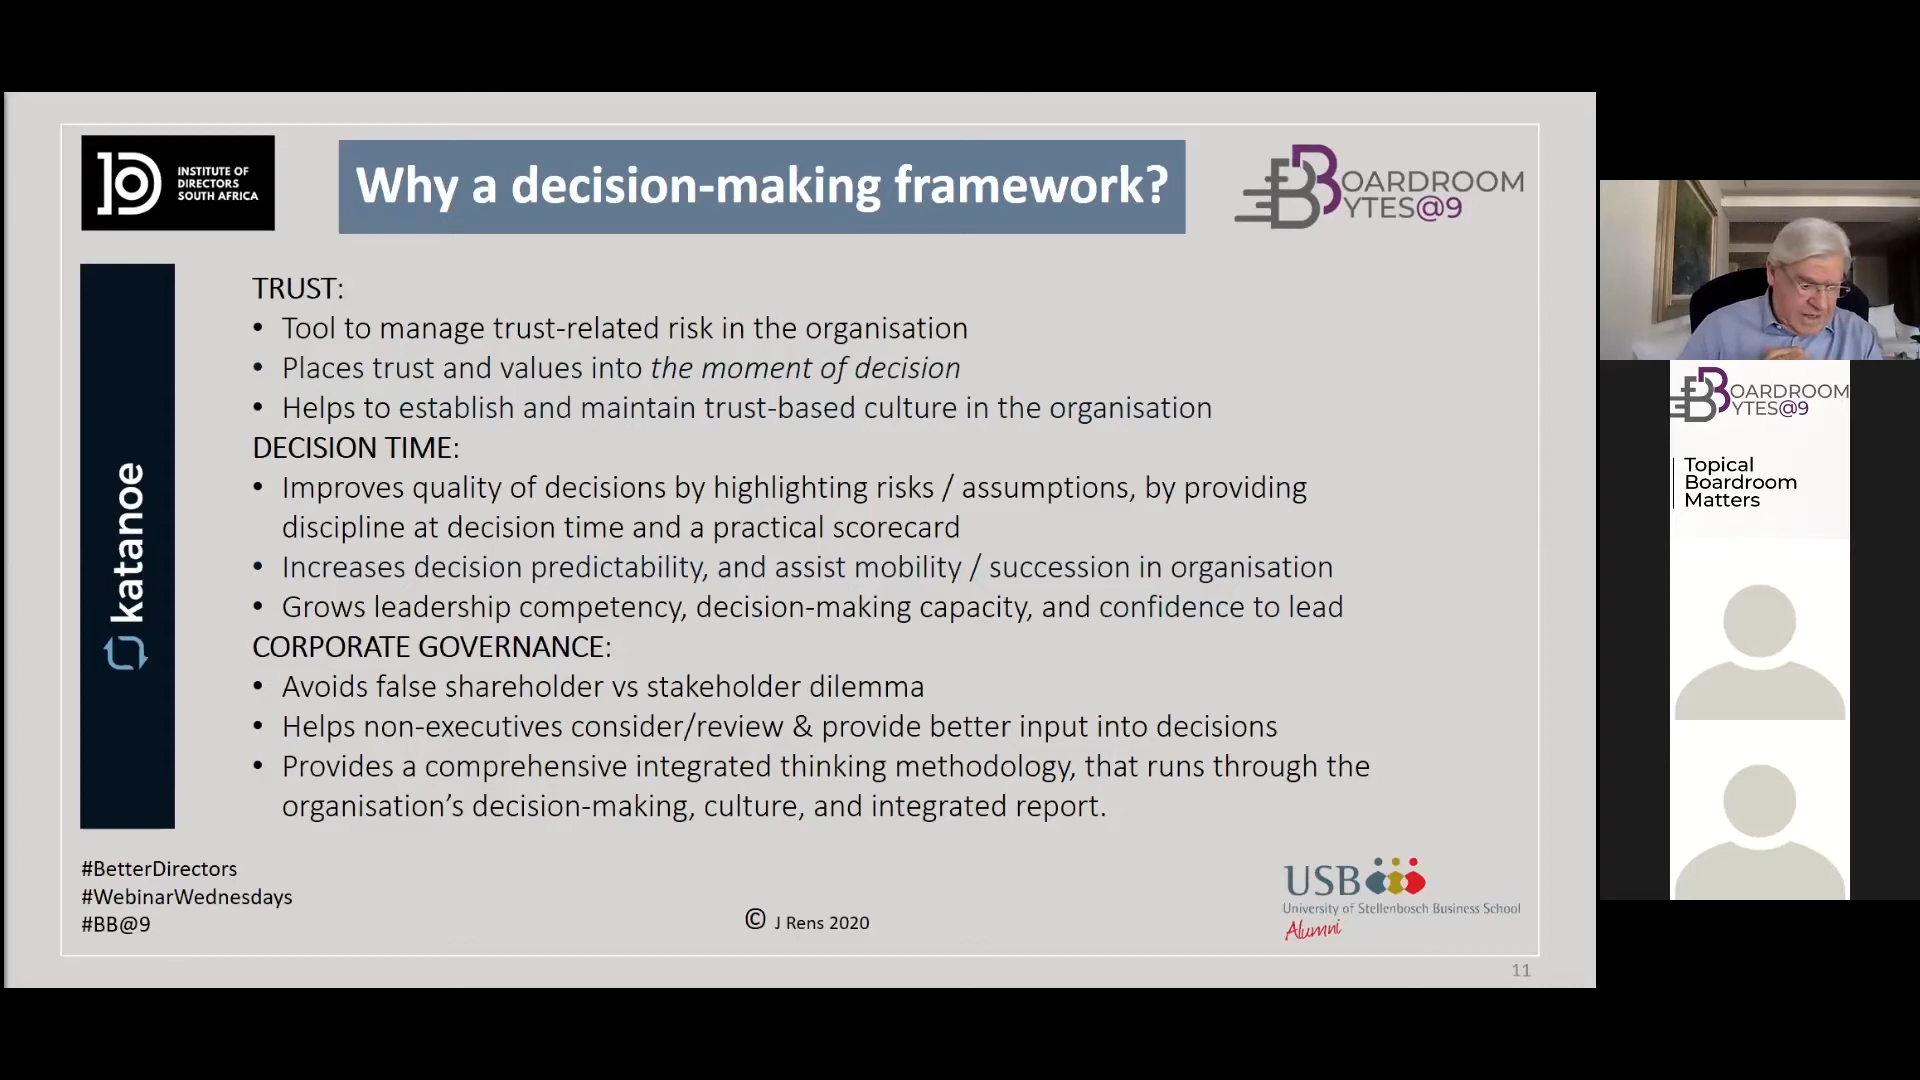 INSTITUTE OF
DIRECTORS
SOUTH AFRICA
Why a decision-making framework?
BOARDROOM
BYTES@9
katanoe
TRUST:
• Tool to manage trust-related risk in the organisation
• Places trust and values into the moment of decision
• Helps to establish and maintain trust-based culture in the organisation
DECISION TIME:
• Improves quality of decisions by highlighting risks / assumptions, by providing
discipline at decision time and a practical scorecard
• Increases decision predictability, and assist mobility / succession in organisation
• Grows leadership competency, decision-making capacity, and confidence to lead
CORPORATE GOVERNANCE:
• Avoids false shareholder vs stakeholder dilemma
• Helps non-executives consider/review & provide better input into decisions
• Provides a comprehensive integrated thinking methodology, that runs through the
organisation’s decision-making, culture, and integrated report.
#BetterDirectors
#WebinarWednesdays
#BB@9
© J Rens 2020
USB
University of Stellenbosch Business School
Alumni
11
BOARDROOM
BYTES@9
Topical
Boardroom
Matters